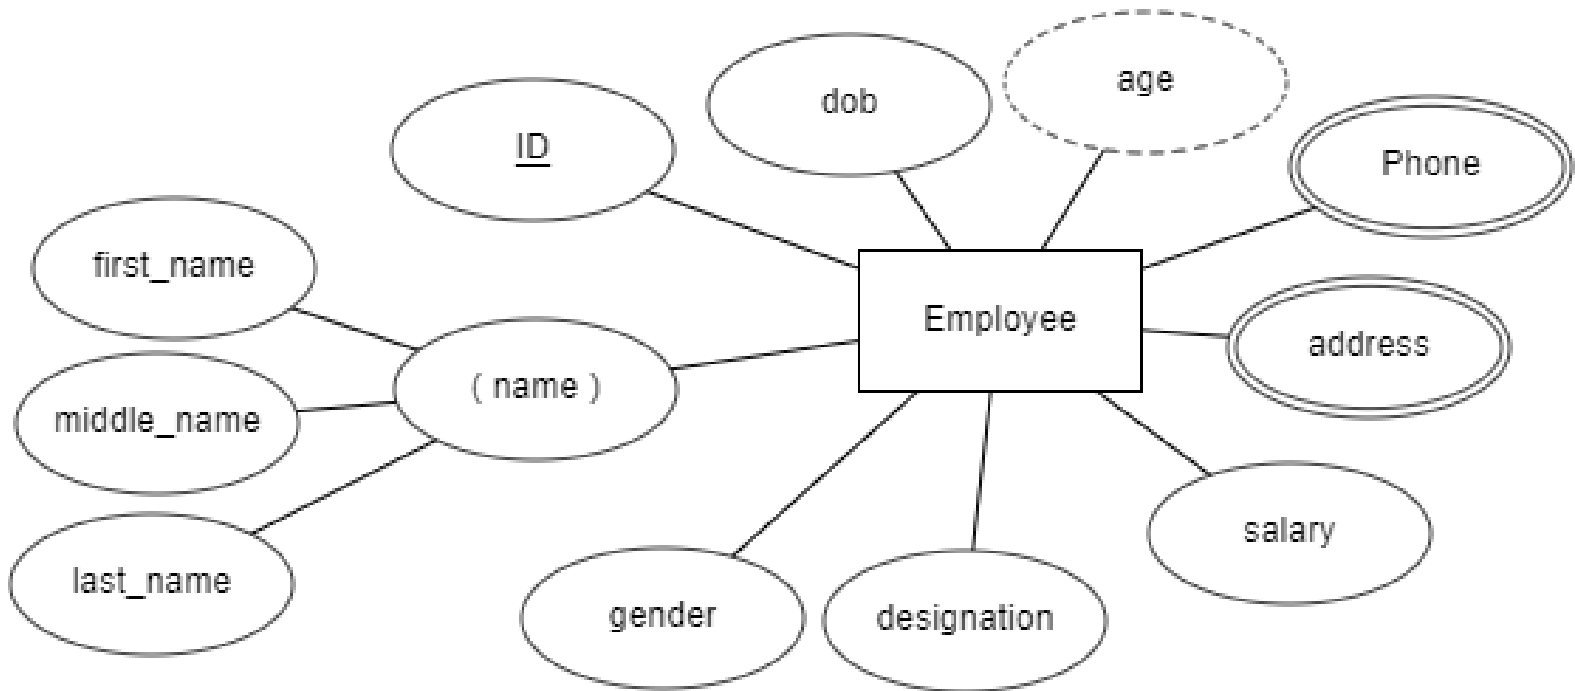 age
dob
ID
Phone
first_name
Employee
address
( name )
middle_name
salary
last_name
gender
designation